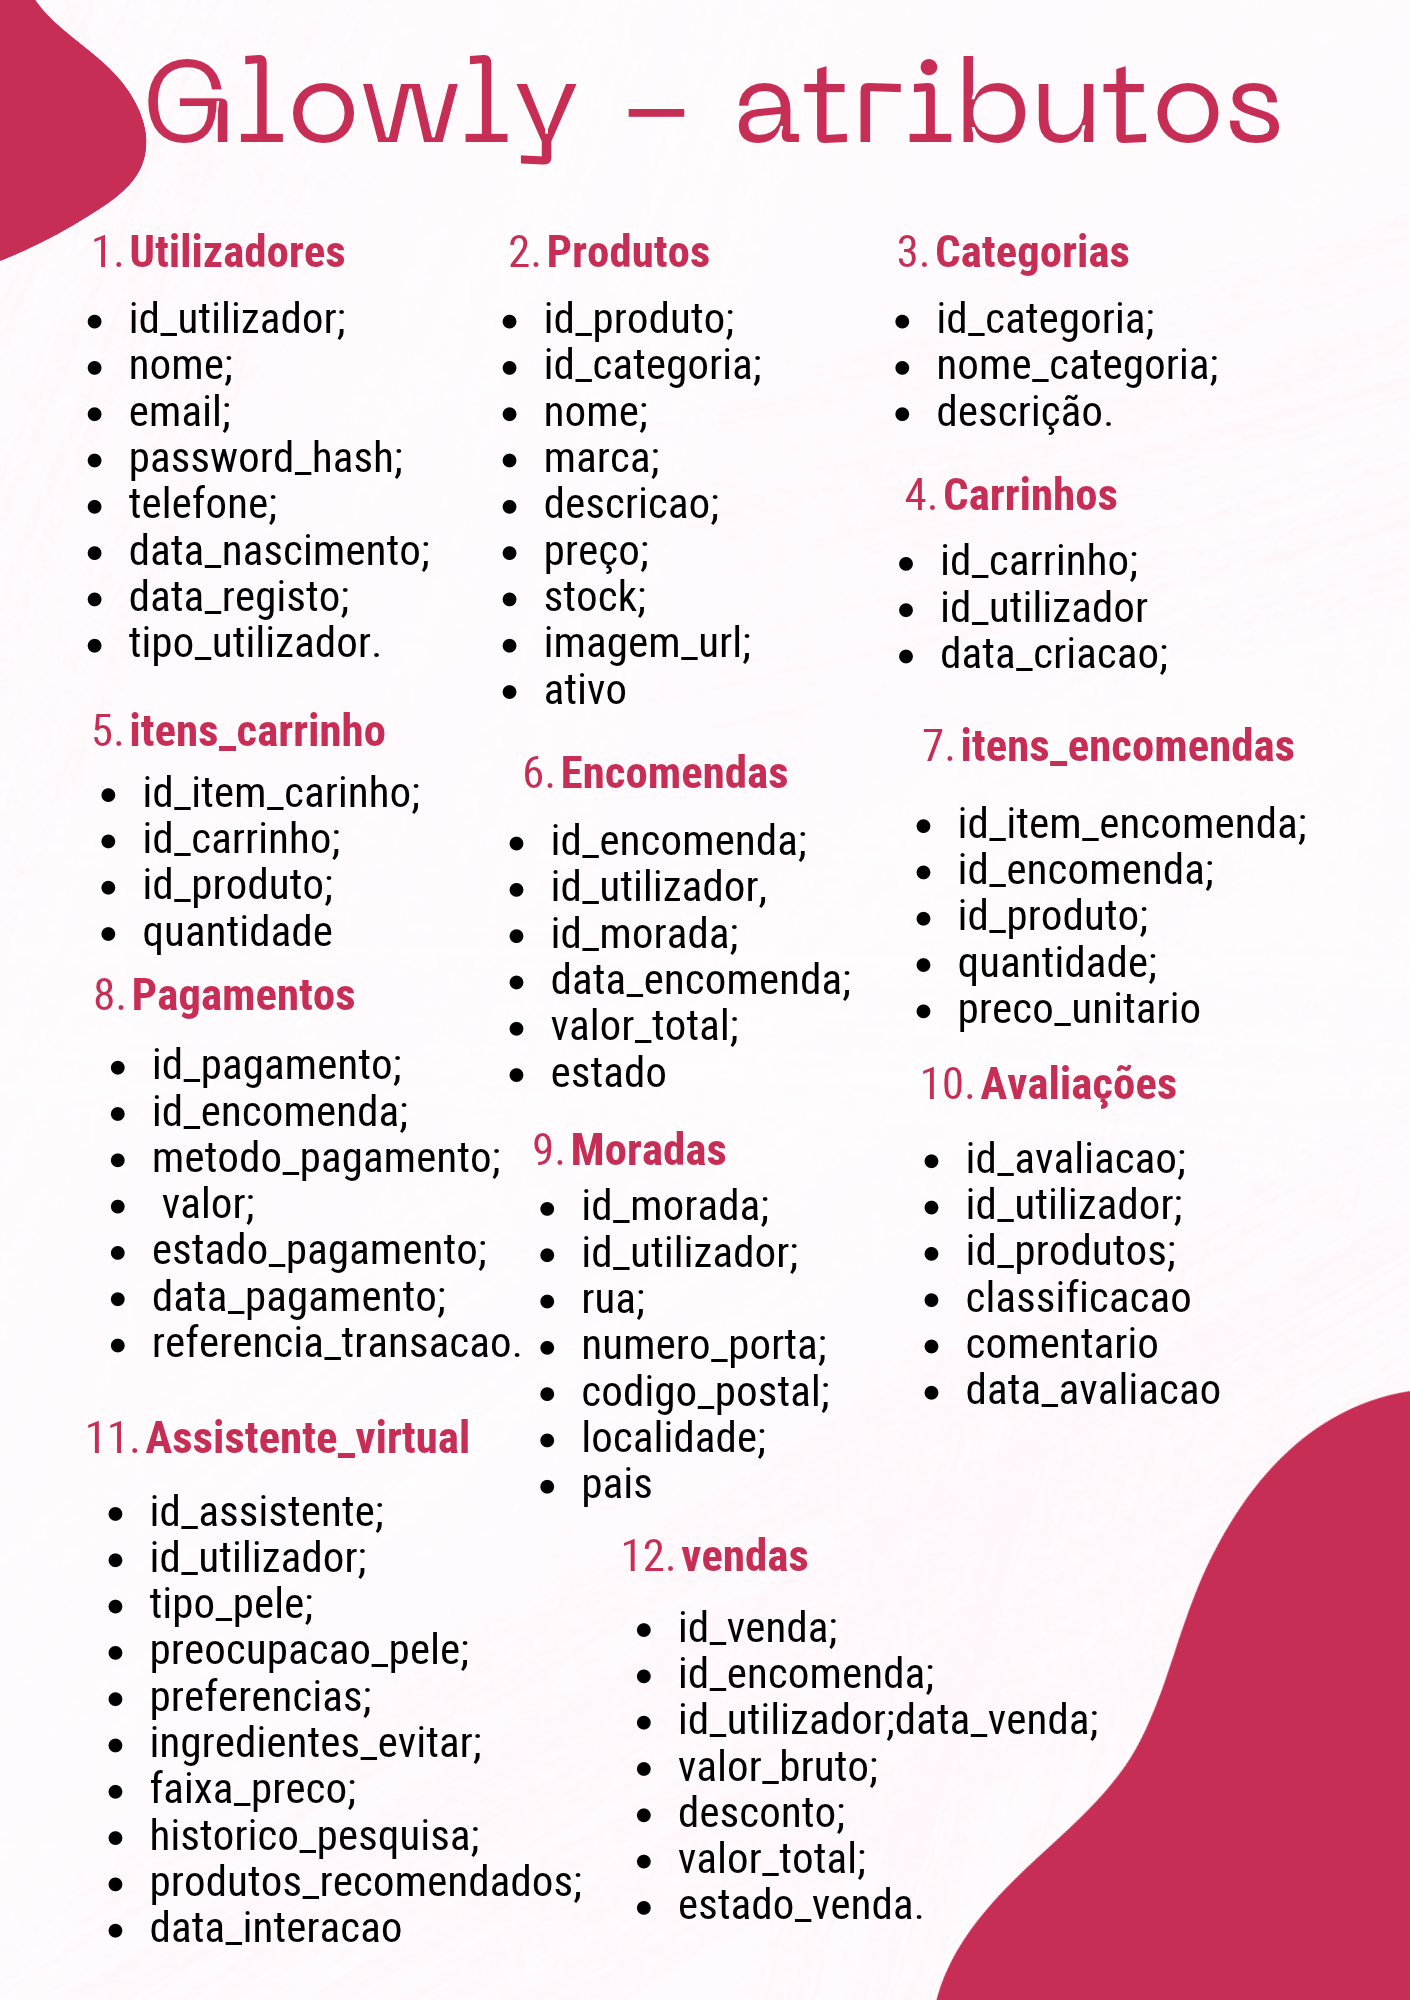 Glowly - atributos
1. Utilizadores
• id_utilizador;
• nome;
• email;
• password_hash;
• telefone;
• data_nascimento;
• data_registo;
• tipo_utilizador.
2. Produtos
• id_produto;
• id_categoria;
• nome;
• marca;
• descricao;
• preço;
• stock;
• imagem_url;
• ativo
3. Categorias
• id_categoria;
• nome_categoria;
• descrição.
4. Carrinhos
• id_carrinho;
• id_utilizador
• data_criacao;
5. itens_carrinho
• id_item_carinho;
• id_carrinho;
• id_produto;
• quantidade
6. Encomendas
• id_encomenda;
• id_utilizador,
• id_morada;
• data_encomenda;
• valor_total;
• estado
7. itens_encomendas
• id_item_encomenda;
• id_encomenda;
• id_produto;
• quantidade;
• preco_unitario
8. Pagamentos
• id_pagamento;
• id_encomenda;
• metodo_pagamento;
• valor;
• estado_pagamento;
• data_pagamento;
• referencia_transacao.
9. Moradas
• id_morada;
• id_utilizador;
• rua;
• numero_porta;
• codigo_postal;
• localidade;
• pais
10. Avaliações
• id_avaliacao;
• id_utilizador;
• id_produtos;
• classificacao
• comentario
• data_avaliacao
11. Assistente_virtual
• id_assistente;
• id_utilizador;
• tipo_pele;
• preocupacao_pele;
• preferencias;
• ingredientes_evitar;
• faixa_preco;
• historico_pesquisa;
• produtos_recomendados;
• data_interacao
12. vendas
• id_venda;
• id_encomenda;
• id_utilizador;data_venda;
• valor_bruto;
• desconto;
• valor_total;
• estado_venda.